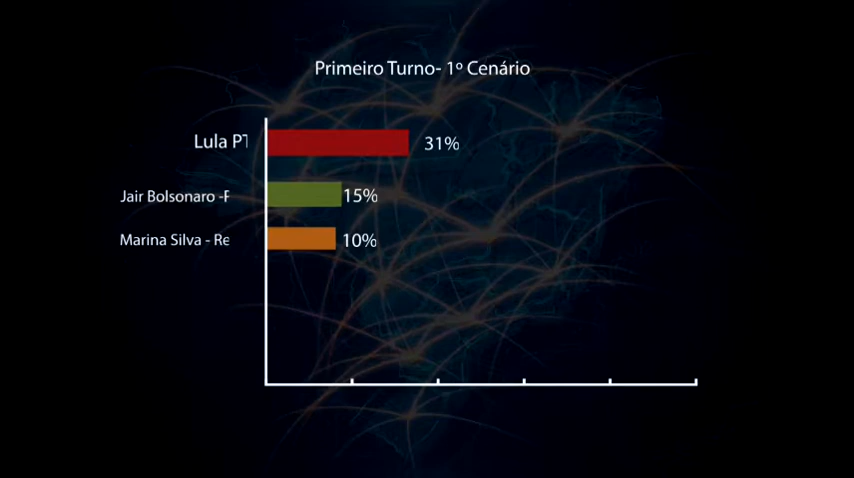 Primeiro Turno- 1º Cenário
Lula PT 31%
Jair Bolsonaro - 15%
Marina Silva - Re 10%